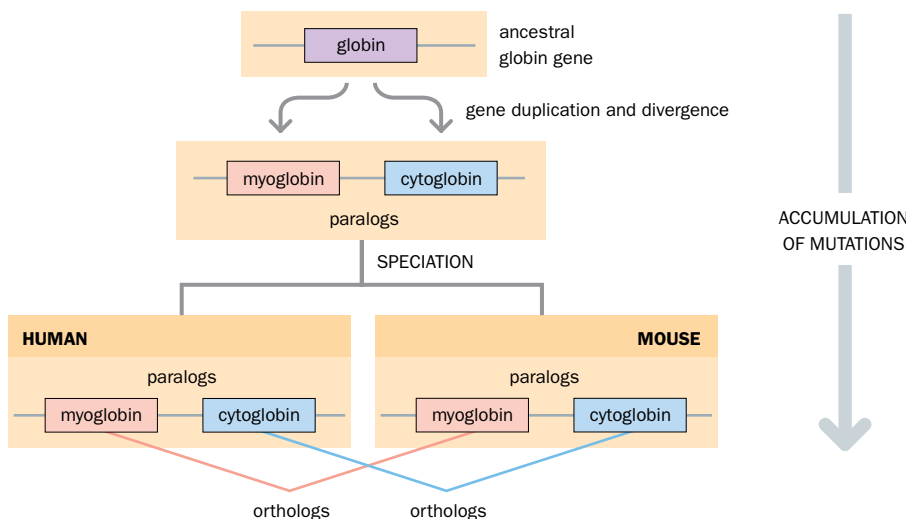 globin
ancestral
globin gene
gene duplication and divergence
myoglobin
cytoglobin
paralogs
ACCUMULATION
OF MUTATIONS
SPECIATION
HUMAN
MOUSE
paralogs
paralogs
myoglobin
cytoglobin
myoglobin
cytoglobin
orthologs
orthologs